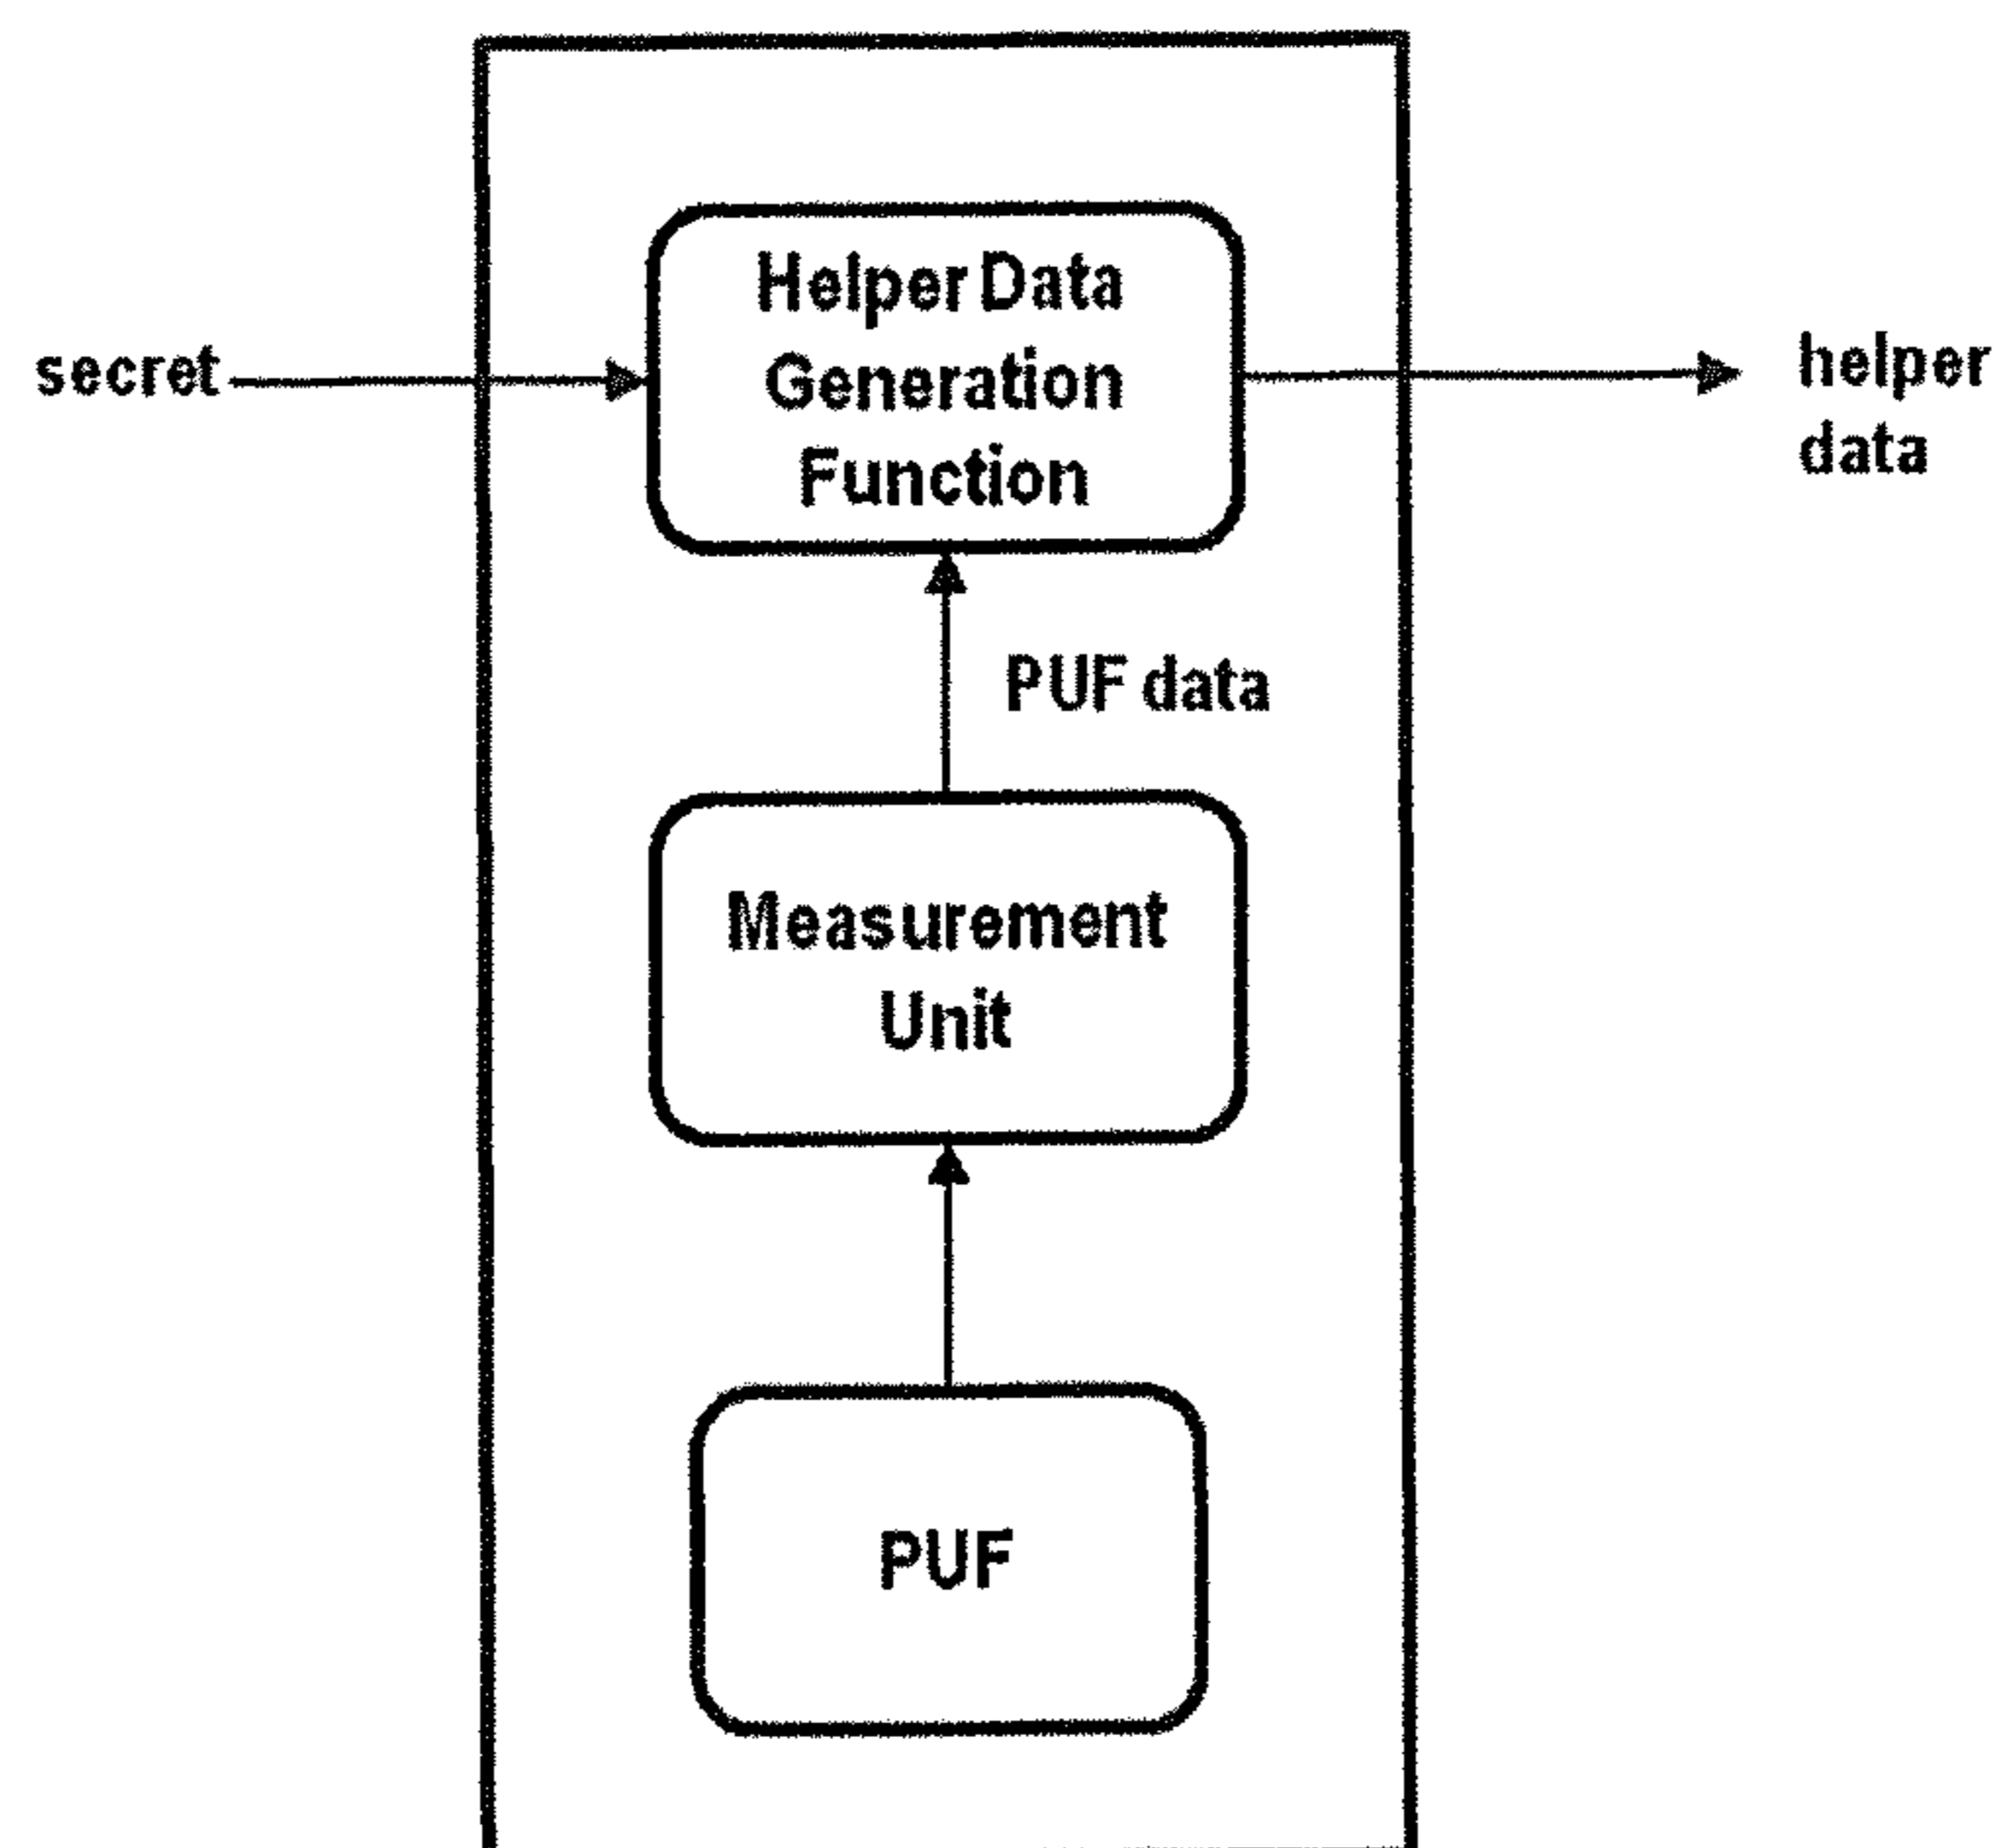 Helper Data
Generation
Function
secret
helper
data
PUF data
Measurement
Unit
PUF